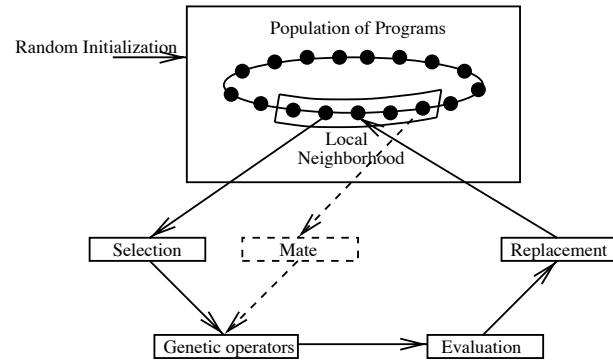 Population of Programs
Random Initialization
Local
Neighborhood
Selection
Mate
Replacement
Genetic operators
Evaluation